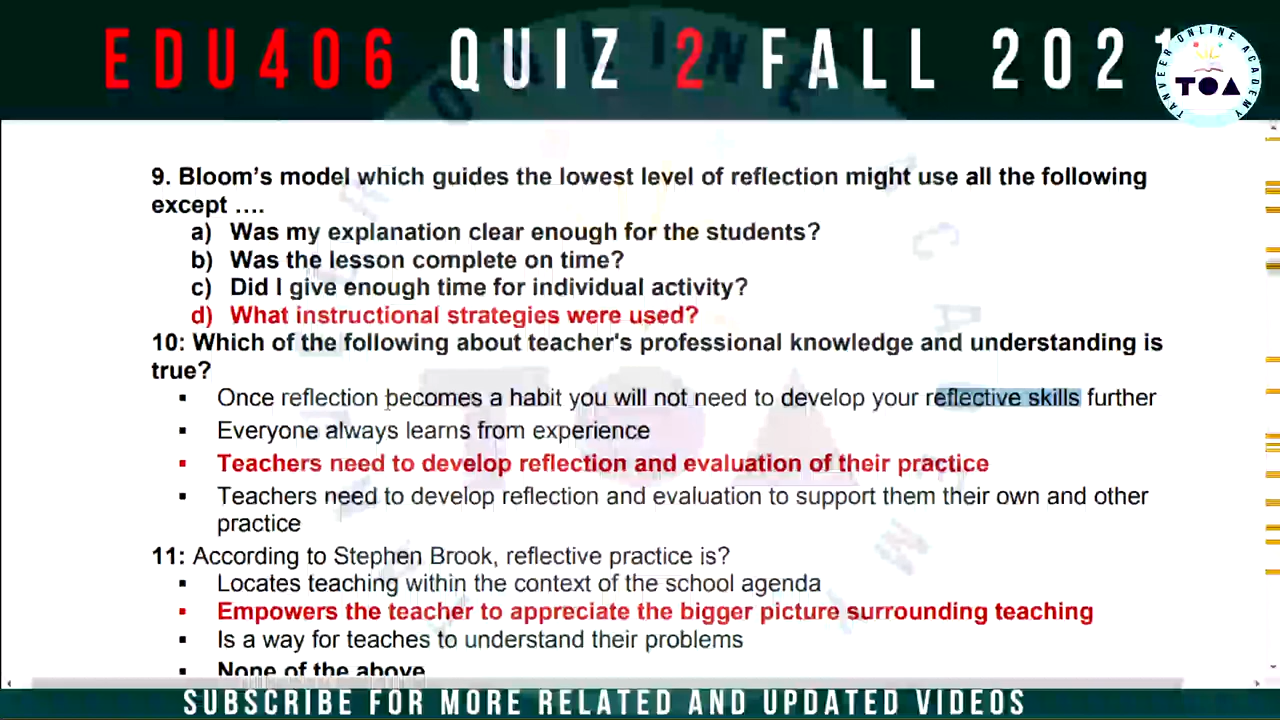 EDU406 QUIZ 2 FALL 2021
TANVEER ONLINE ACADEMY
TOA
9. Bloom's model which guides the lowest level of reflection might use all the following
except ....
a) Was my explanation clear enough for the students?
b) Was the lesson complete on time?
c) Did I give enough time for individual activity?
d) What instructional strategies were used?
10: Which of the following about teacher's professional knowledge and understanding is
true?
▪ Once reflection becomes a habit you will not need to develop your reflective skills further
▪ Everyone always learns from experience
▪ Teachers need to develop reflection and evaluation of their practice
▪ Teachers need to develop reflection and evaluation to support them their own and other
practice
11: According to Stephen Brook, reflective practice is?
▪ Locates teaching within the context of the school agenda
▪ Empowers the teacher to appreciate the bigger picture surrounding teaching
▪ Is a way for teaches to understand their problems
▪ None of the above
SUBSCRIBE FOR MORE RELATED AND UPDATED VIDEOS